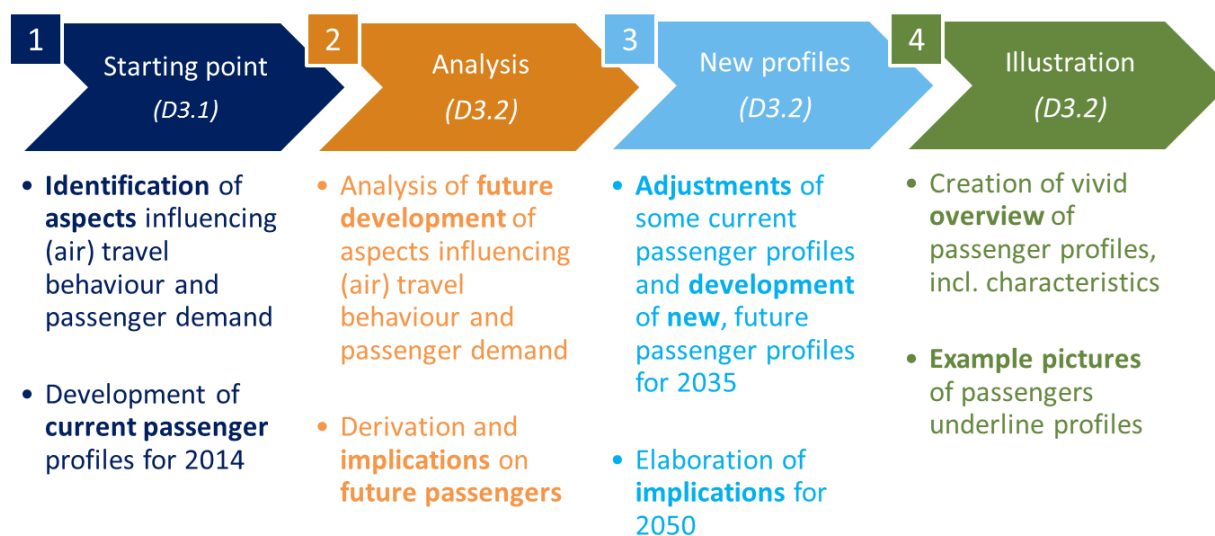 1
Starting point
(D3.1)
• Identification of
aspects influencing
(air) travel
behaviour and
passenger demand
• Development of
current passenger
profiles for 2014
2
Analysis
(D3.2)
• Analysis of future
development of
aspects influencing
(air) travel
behaviour and
passenger demand
• Derivation and
implications on
future passengers
3
New profiles
(D3.2)
• Adjustments of
some current
passenger profiles
and development
of new, future
passenger profiles
for 2035
• Elaboration of
implications for
2050
4
Illustration
(D3.2)
• Creation of vivid
overview of
passenger profiles,
incl. characteristics
• Example pictures
of passengers
underline profiles